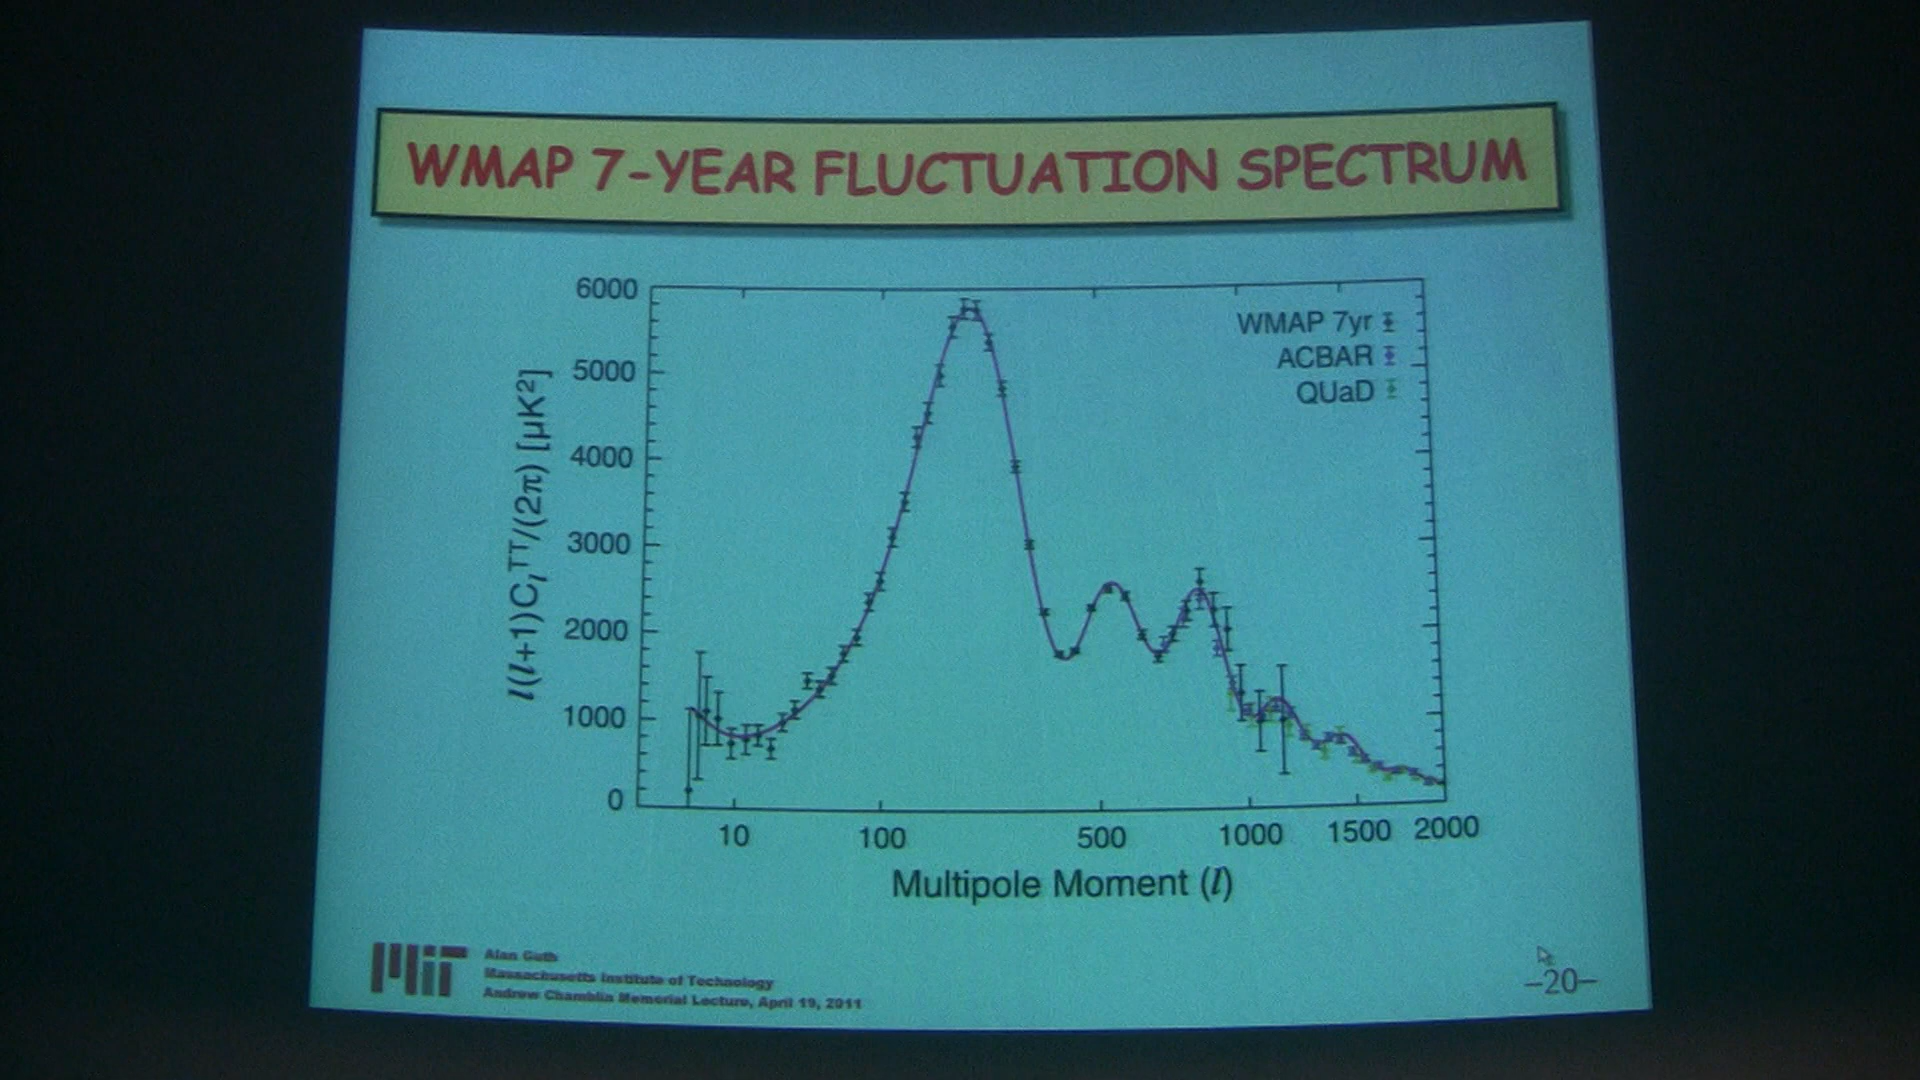 WMAP 7-YEAR FLUCTUATION SPECTRUM
6000
5000
4000
3000
2000
1000
0
l(l+1)C_l^TT/(2π) [μK²]
WMAP 7yr
ACBAR
QUaD
10 100 500 1000 1500 2000
Multipole Moment (l)
MIT
Alan Guth
Massachusetts Institute of Technology
Andrew Chamblin Memorial Lecture, April 19, 2011
–20–